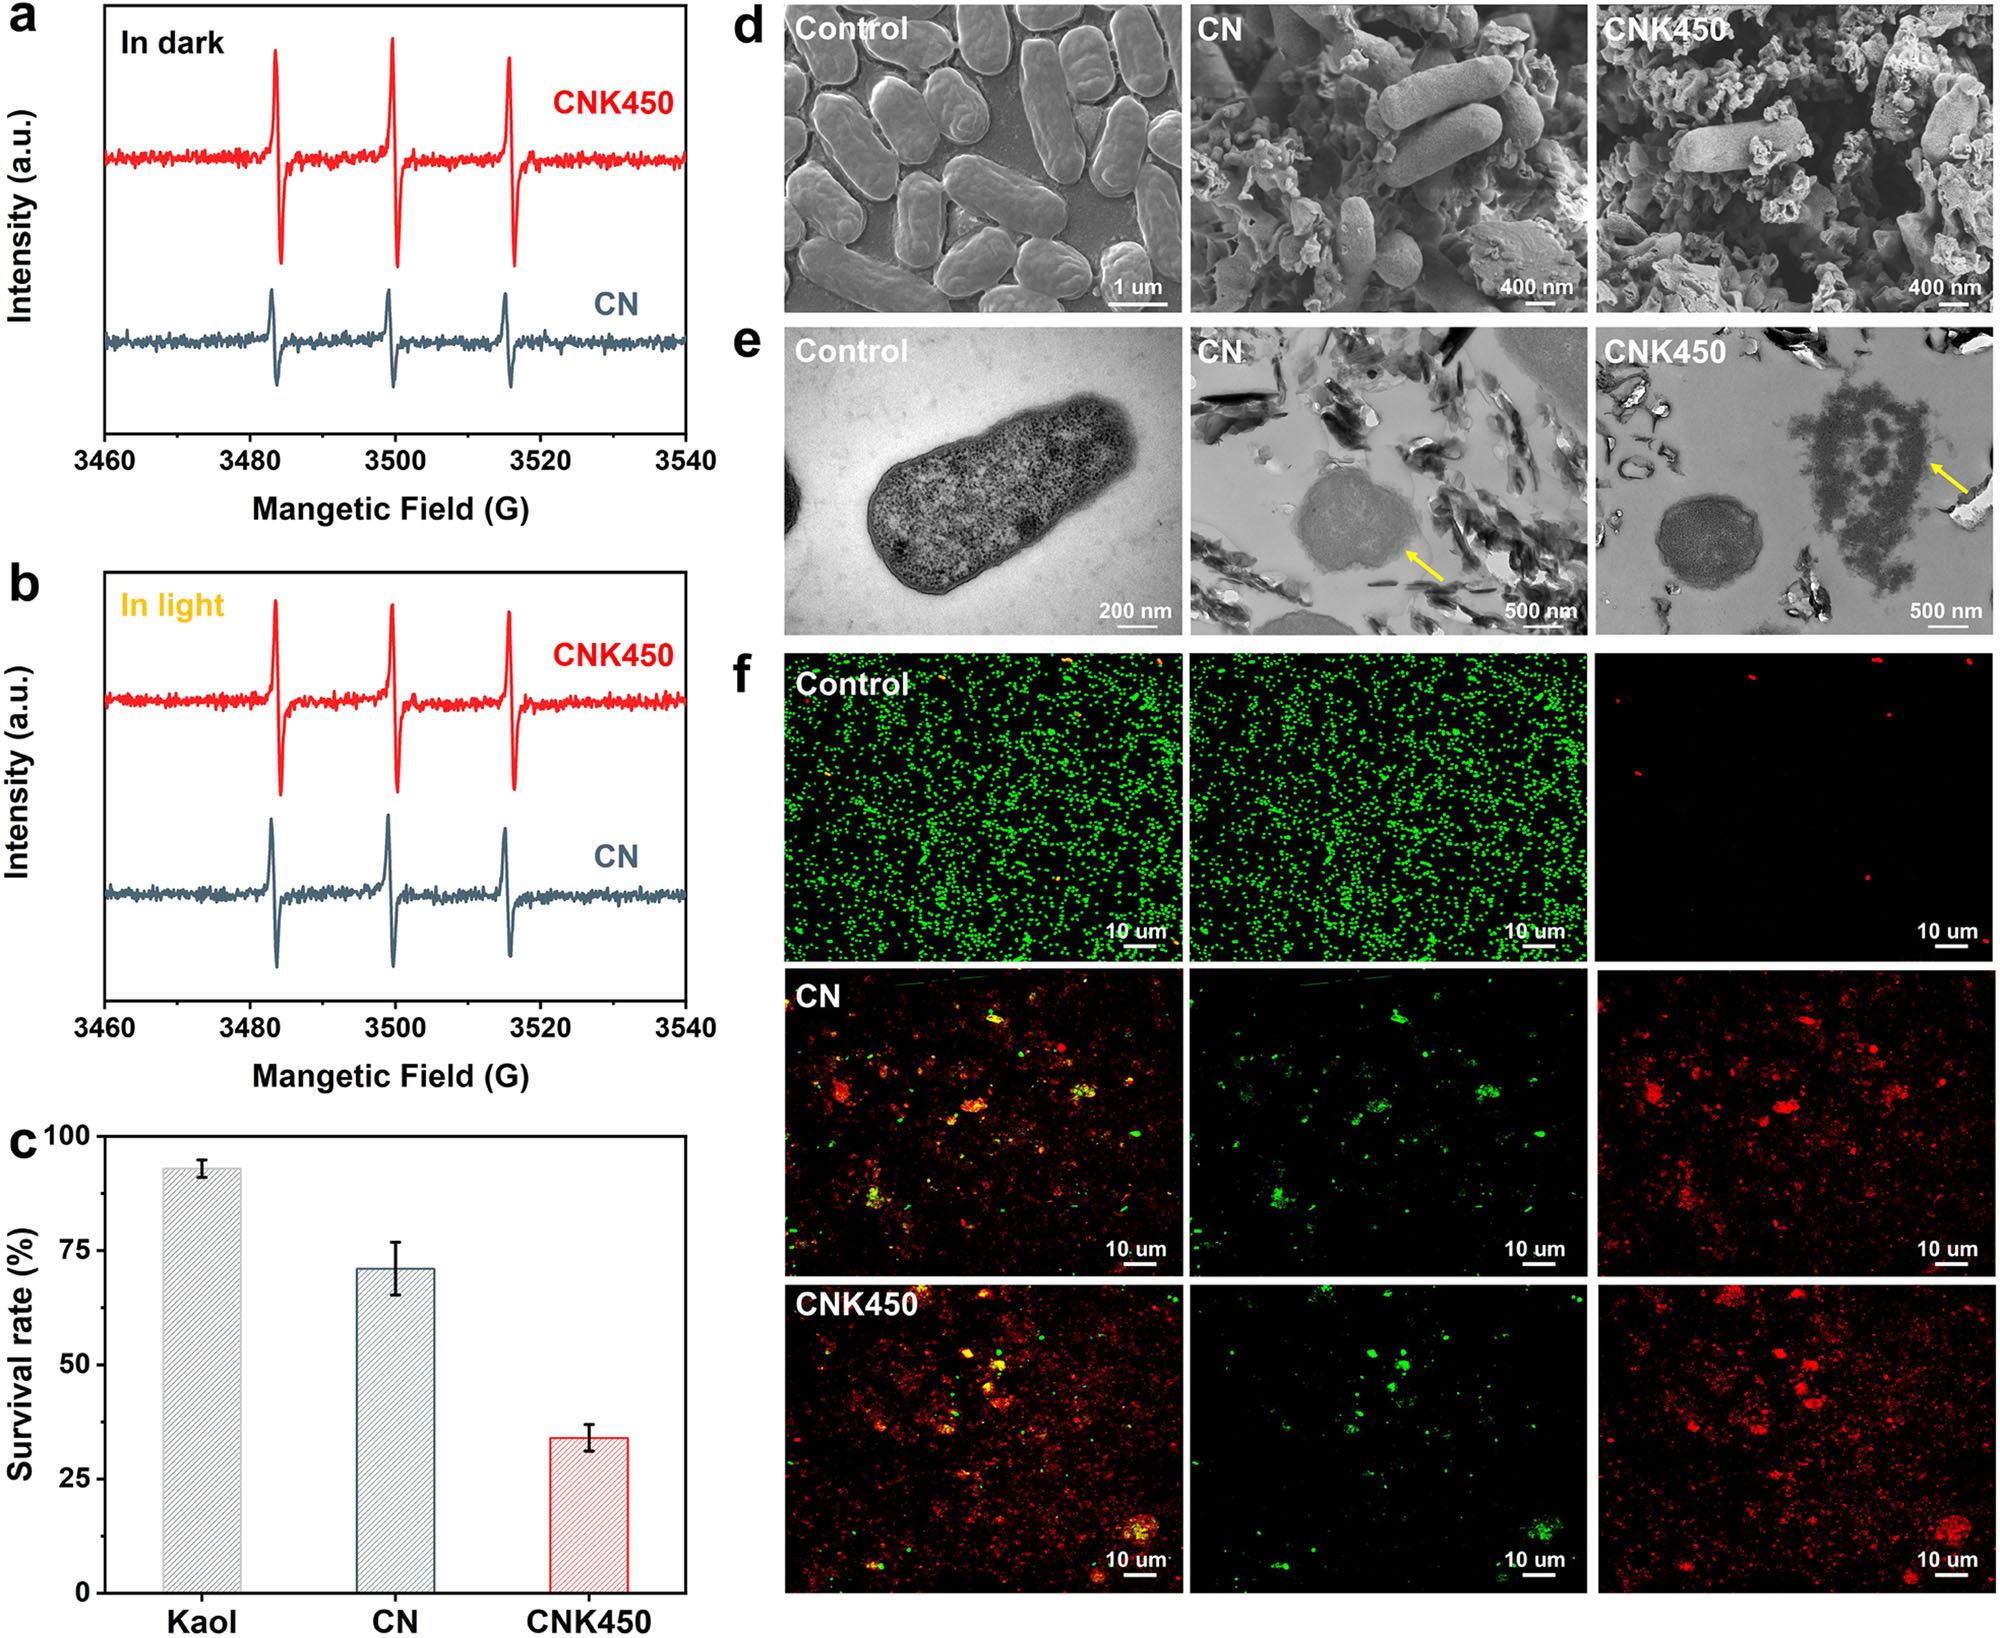 a
In dark
CNK450
CN
Intensity (a.u.)
3460 3480 3500 3520 3540
Mangetic Field (G)
b
In light
CNK450
CN
Intensity (a.u.)
3460 3480 3500 3520 3540
Mangetic Field (G)
c
100
75
50
25
0
Survival rate (%)
Kaol CN CNK450
d
Control
1 um
CN
400 nm
CNK450
400 nm
e
Control
200 nm
CN
500 nm
CNK450
500 nm
f
Control
10 um
10 um
10 um
CN
10 um
10 um
10 um
CNK450
10 um
10 um
10 um